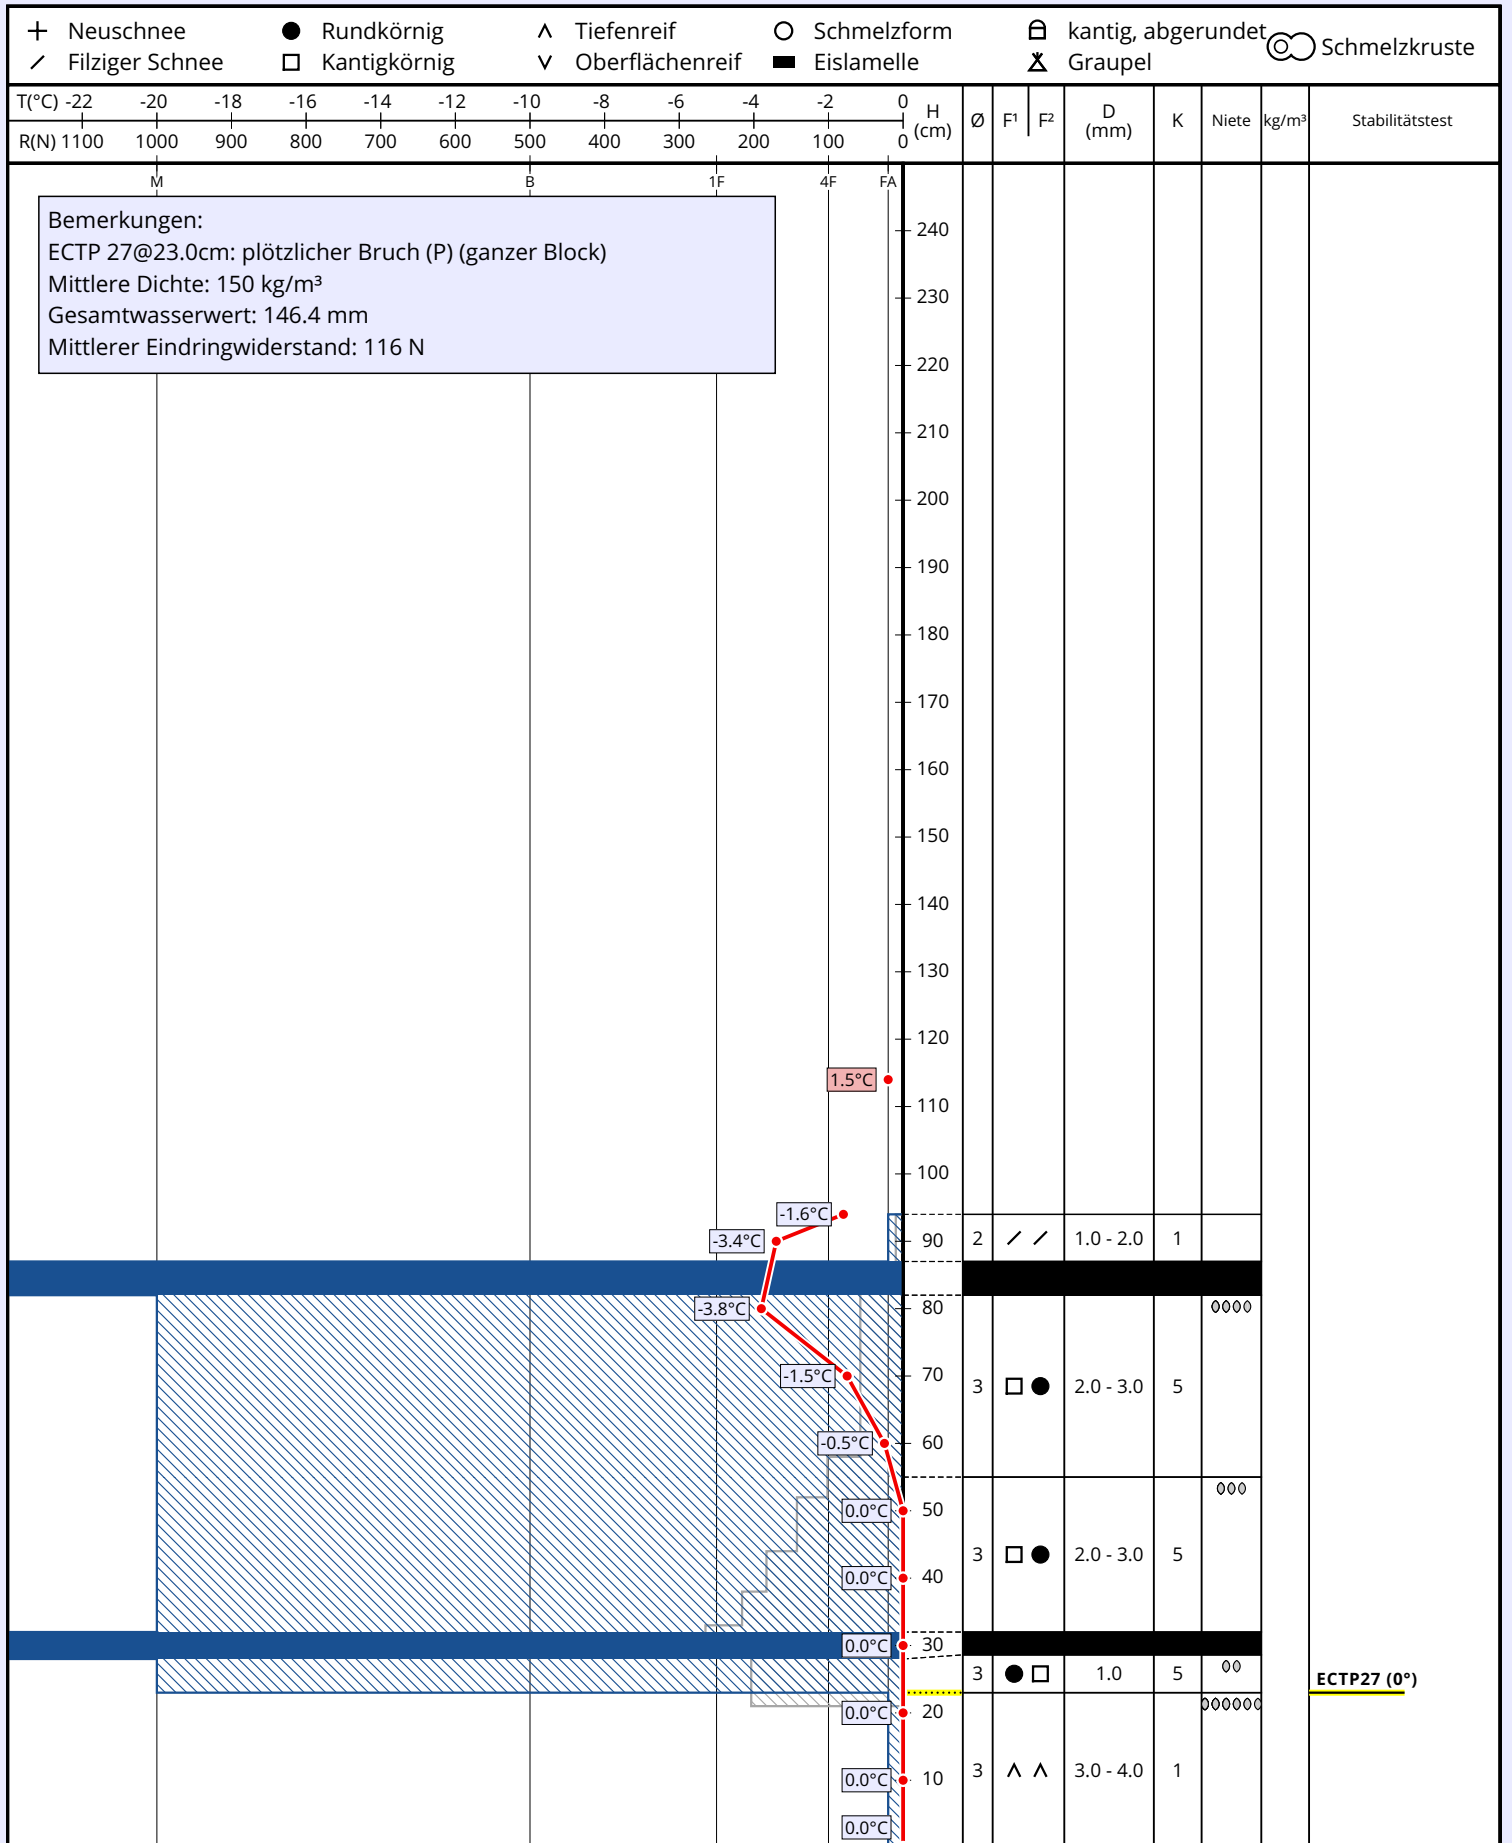 Neuschnee Rundkörnig Tiefenreif Schmelzform kantig, abgerundet Schmelzkruste
Filziger Schnee Kantigkörnig Oberflächenreif Eislamelle Graupel
T(°C) -22 -20 -18 -16 -14 -12 -10 -8 -6 -4 -2 0
R(N) 1100 1000 900 800 700 600 500 400 300 200 100 0
H (cm) Ø F¹ F² D (mm) K Niete kg/m³ Stabilitätstest
M B 1F 4F FA
Bemerkungen:
ECTP 27@23.0cm: plötzlicher Bruch (P) (ganzer Block)
Mittlere Dichte: 150 kg/m³
Gesamtwasserwert: 146.4 mm
Mittlerer Eindringwiderstand: 116 N
240
230
220
210
200
190
180
170
160
150
140
130
120
1.5°C
110
100
-1.6°C
-3.4°C 90 2 1.0 - 2.0 1
-3.8°C 80
-1.5°C 70
3 2.0 - 3.0 5
-0.5°C 60
0.0°C 50
3 2.0 - 3.0 5
0.0°C 40
0.0°C 30
3 1.0 5
ECTP27 (0°)
0.0°C 20
3 3.0 - 4.0 1
0.0°C 10
0.0°C